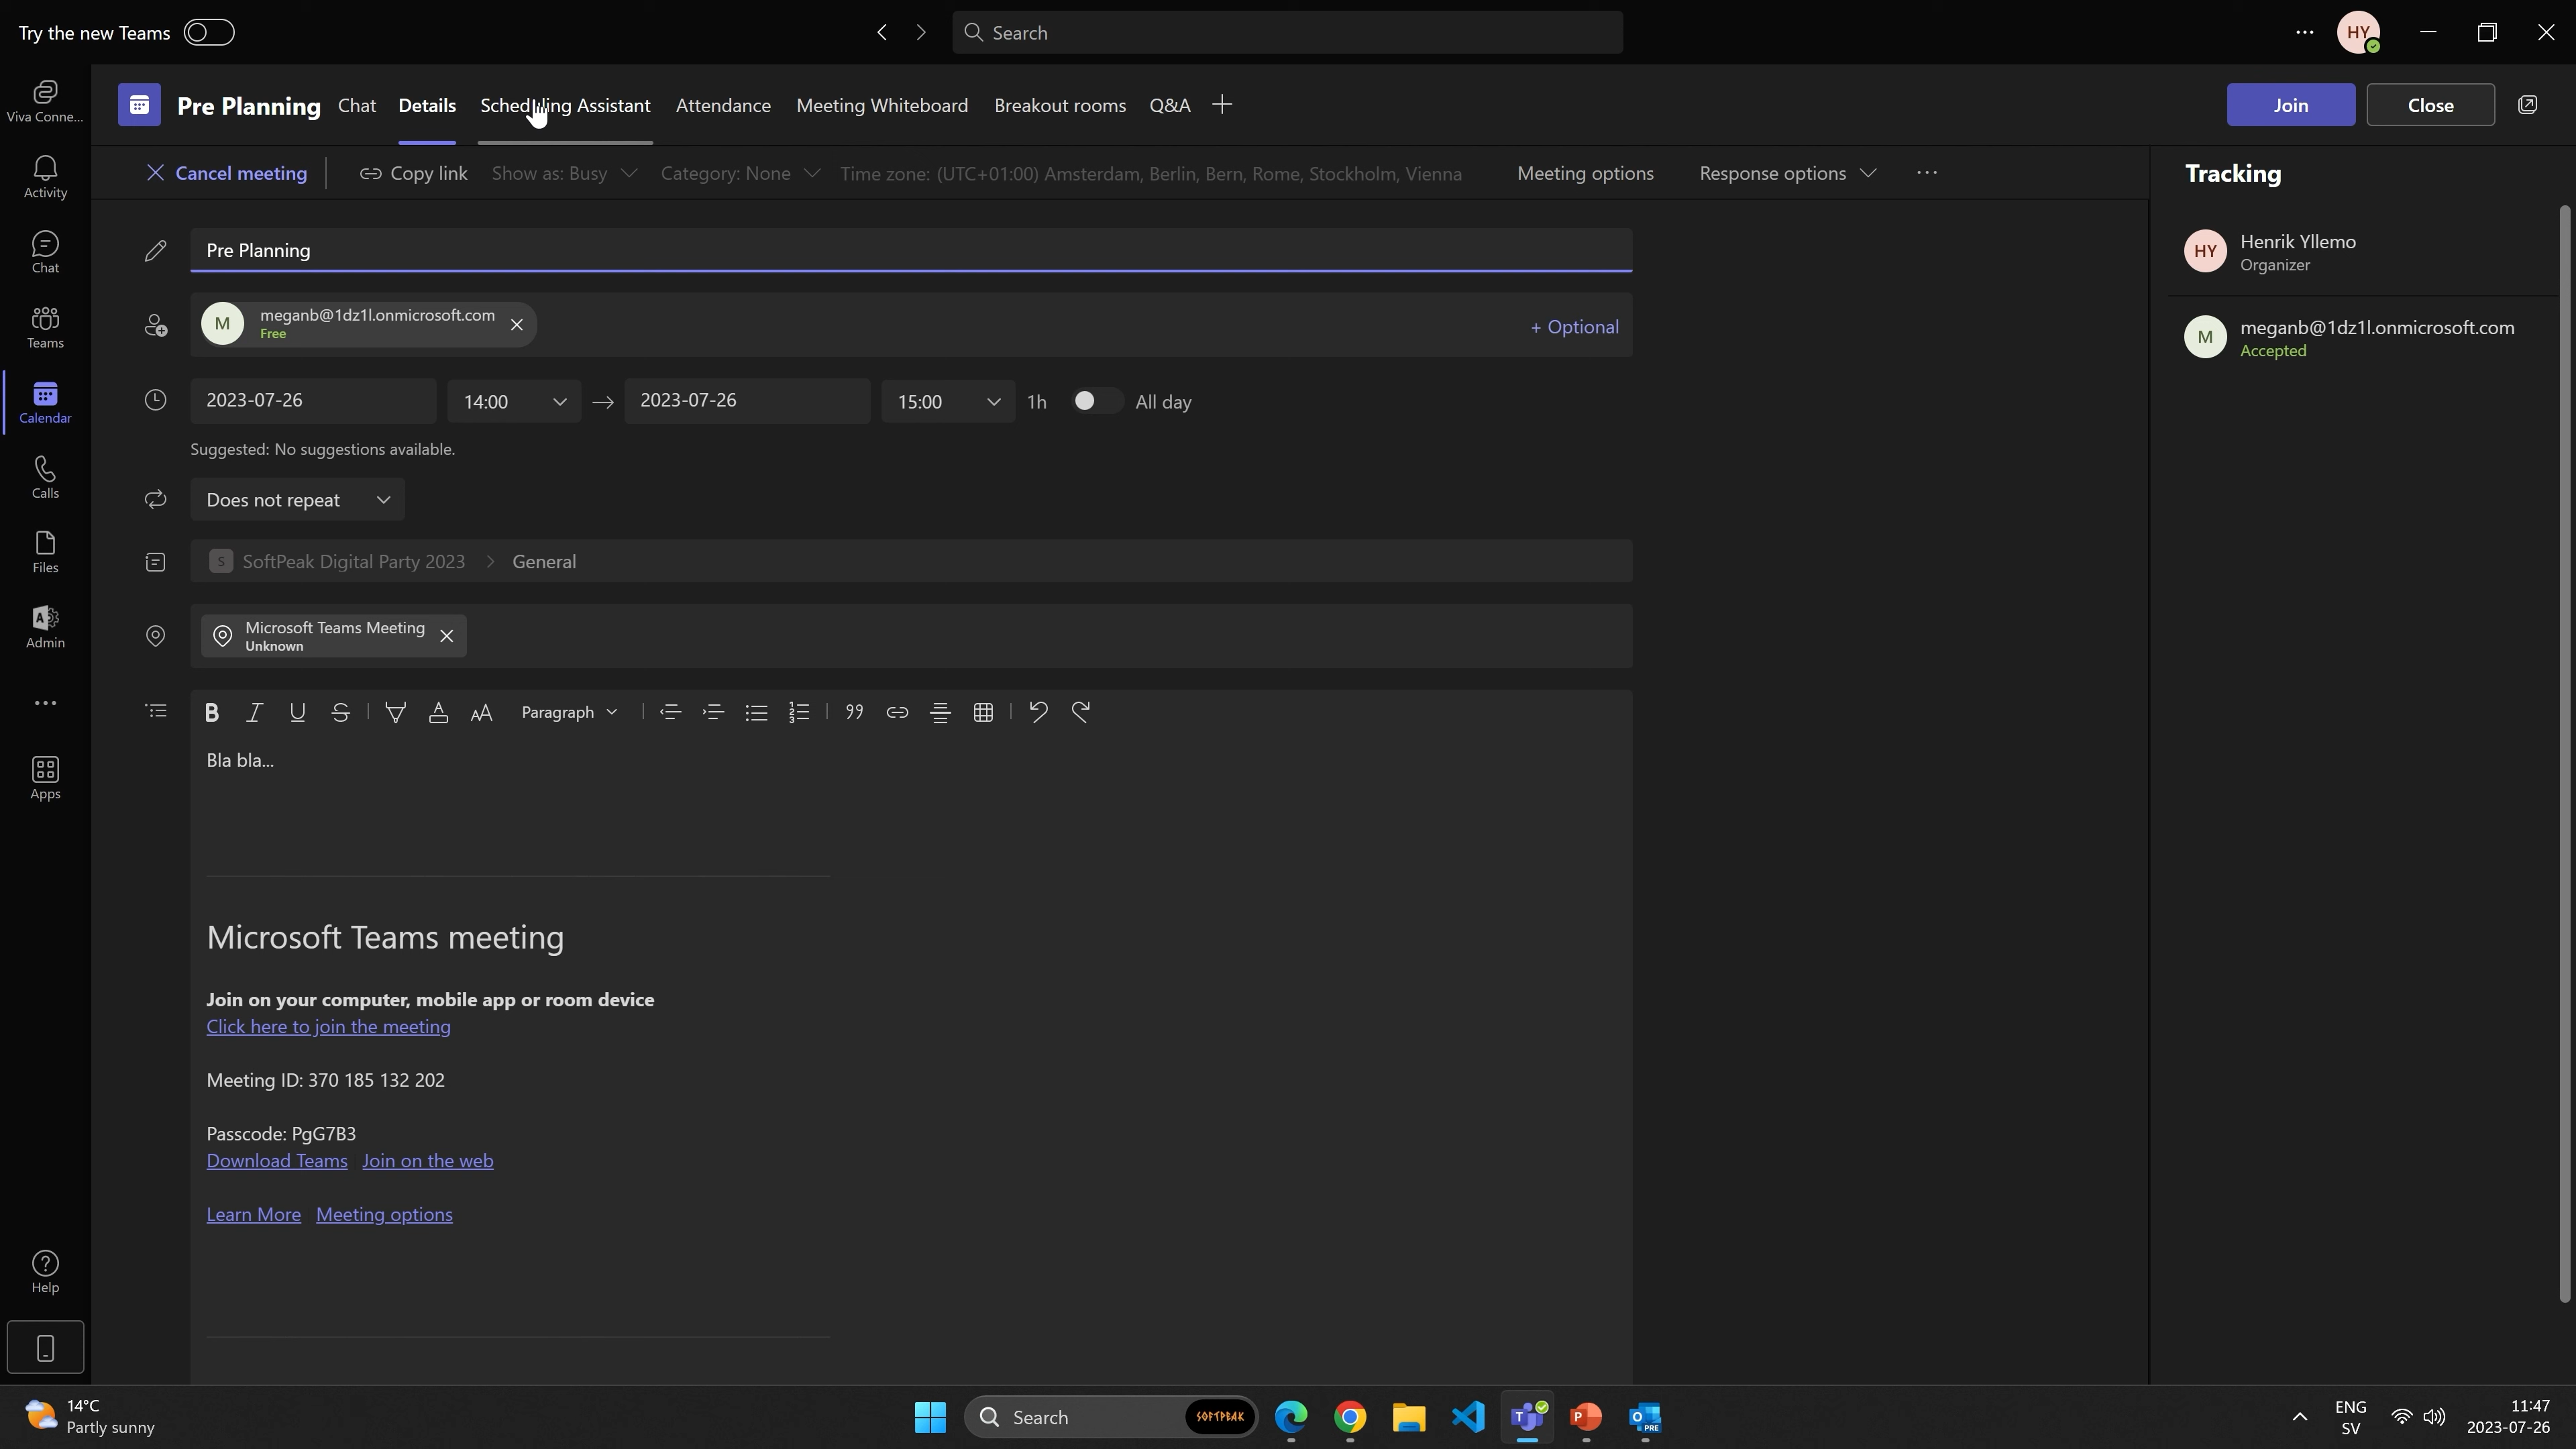 Try the new Teams
Search
HY
Viva Conne...
Activity
Chat
Teams
Calendar
Calls
Files
Admin
Apps
Help
Pre Planning Chat Details Scheduling Assistant Attendance Meeting Whiteboard Breakout rooms Q&A
Join Close
Cancel meeting Copy link Show as: Busy Category: None Time zone: (UTC+01:00) Amsterdam, Berlin, Bern, Rome, Stockholm, Vienna Meeting options Response options
Pre Planning
M
meganb@1dz1l.onmicrosoft.com
Free
+ Optional
2023-07-26 14:00 2023-07-26 15:00 1h All day
Suggested: No suggestions available.
Does not repeat
S SoftPeak Digital Party 2023 > General
Microsoft Teams Meeting
Unknown
Paragraph
Bla bla...
Microsoft Teams meeting
Join on your computer, mobile app or room device
Click here to join the meeting
Meeting ID: 370 185 132 202
Passcode: PgG7B3
Download Teams Join on the web
Learn More Meeting options
Tracking
HY
Henrik Yllemo
Organizer
M
meganb@1dz1l.onmicrosoft.com
Accepted
14°C
Partly sunny
Search
SOFTPEAK
PRE
ENG
SV
11:47
2023-07-26